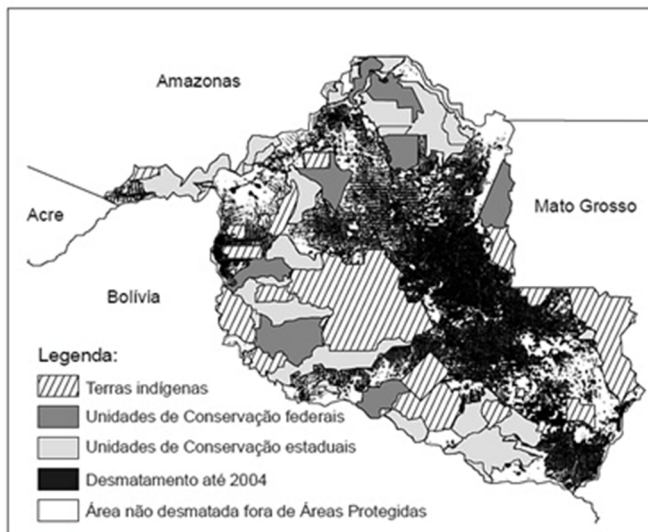 Amazonas
Acre
Mato Grosso
Bolívia
Legenda:
Terras indígenas
Unidades de Conservação federais
Unidades de Conservação estaduais
Desmatamento até 2004
Área não desmatada fora de Áreas Protegidas